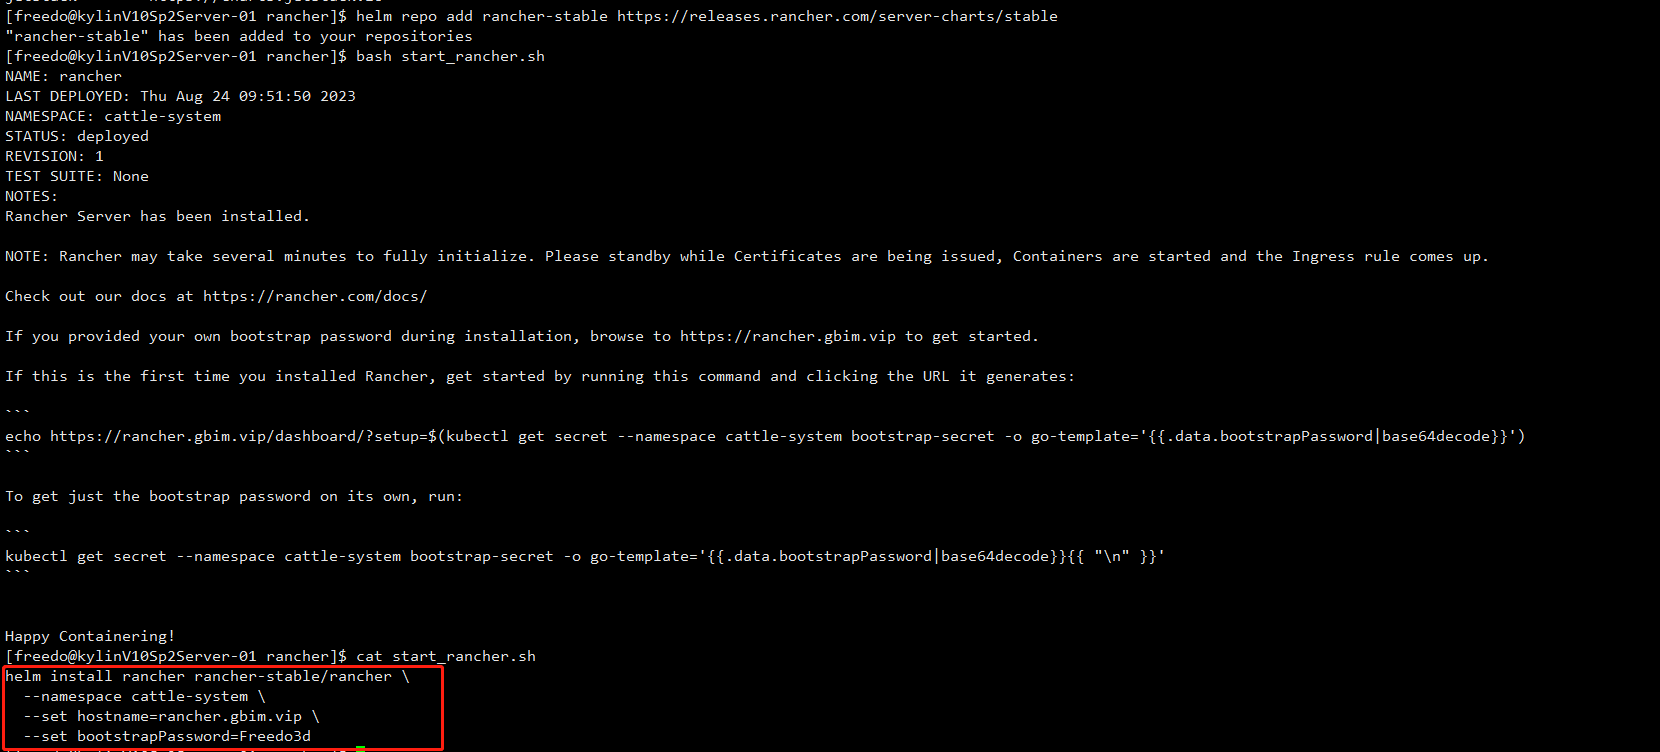 [freedo@kylinV10Sp2Server-01 rancher]$ helm repo add rancher-stable https://releases.rancher.com/server-charts/stable
"rancher-stable" has been added to your repositories
[freedo@kylinV10Sp2Server-01 rancher]$ bash start_rancher.sh
NAME: rancher
LAST DEPLOYED: Thu Aug 24 09:51:50 2023
NAMESPACE: cattle-system
STATUS: deployed
REVISION: 1
TEST SUITE: None
NOTES:
Rancher Server has been installed.
NOTE: Rancher may take several minutes to fully initialize. Please standby while Certificates are being issued, Containers are started and the Ingress rule comes up.
Check out our docs at https://rancher.com/docs/
If you provided your own bootstrap password during installation, browse to https://rancher.gbim.vip to get started.
If this is the first time you installed Rancher, get started by running this command and clicking the URL it generates:
```
echo https://rancher.gbim.vip/dashboard/?setup=$(kubectl get secret --namespace cattle-system bootstrap-secret -o go-template='{{.data.bootstrapPassword|base64decode}}')
```
To get just the bootstrap password on its own, run:
```
kubectl get secret --namespace cattle-system bootstrap-secret -o go-template='{{.data.bootstrapPassword|base64decode}}{{ "\n" }}'
```
Happy Containering!
[freedo@kylinV10Sp2Server-01 rancher]$ cat start_rancher.sh
helm install rancher rancher-stable/rancher \
  --namespace cattle-system \
  --set hostname=rancher.gbim.vip \
  --set bootstrapPassword=Freedo3d